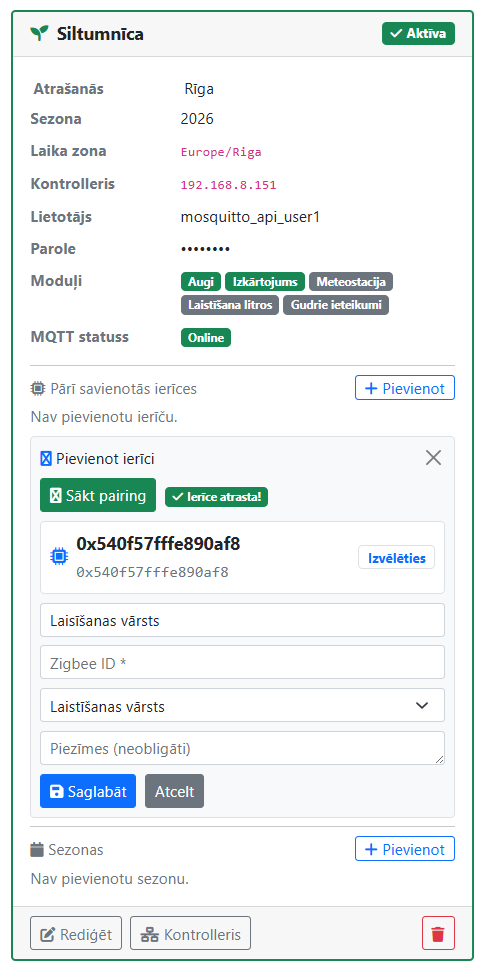 Siltumnīca
Aktīva
Atrašanās Rīga
Sezona 2026
Laika zona Europe/Riga
Kontrolleris 192.168.8.151
Lietotājs mosquitto_api_user1
Parole ••••••••
Moduļi Augi Izkārtojums Meteostacija
Laistīšana litros Gudrie ieteikumi
MQTT statuss Online
Pārī savienotās ierīces
Pievienot
Nav pievienotu ierīču.
Pievienot ierīci
Sākt pairing
Ierīce atrasta!
0x540f57fffe890af8
0x540f57fffe890af8
Izvēlēties
Laisīšanas vārsts
Zigbee ID *
Laistīšanas vārsts
Piezīmes (neobligāti)
Saglabāt
Atcelt
Sezonas
Pievienot
Nav pievienotu sezonu.
Rediģēt
Kontrolleris